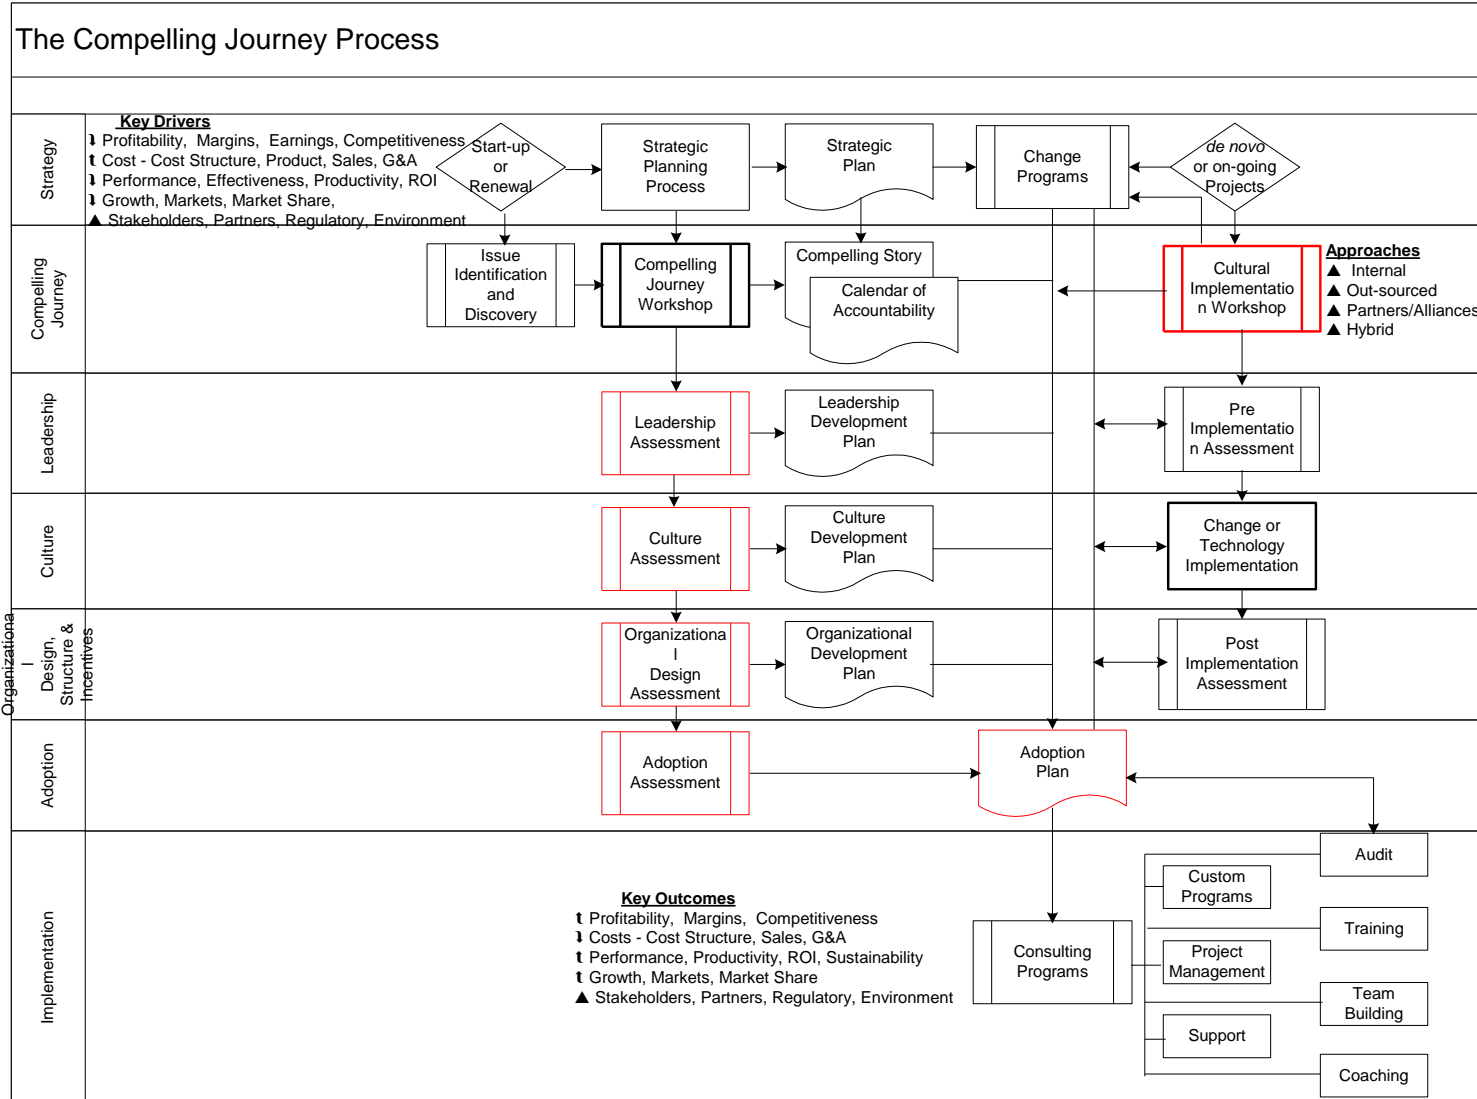 The Compelling Journey Process
Strategy
Key Drivers
⬇ Profitability, Margins, Earnings, Competitiveness
⬆ Cost - Cost Structure, Product, Sales, G&A
⬇ Performance, Effectiveness, Productivity, ROI
⬇ Growth, Markets, Market Share,
▲ Stakeholders, Partners, Regulatory, Environment
Start-up
or
Renewal
Strategic
Planning
Process
Strategic
Plan
Change
Programs
de novo
or on-going
Projects
Compelling
Journey
Issue
Identification
and
Discovery
Compelling
Journey
Workshop
Compelling Story
Calendar of
Accountability
Cultural
Implementatio
n Workshop
Approaches
▲ Internal
▲ Out-sourced
▲ Partners/Alliances
▲ Hybrid
Leadership
Leadership
Assessment
Leadership
Development
Plan
Pre
Implementatio
n Assessment
Culture
Culture
Assessment
Culture
Development
Plan
Change or
Technology
Implementation
Organizationa
l
Design,
Structure &
Incentives
Organizationa
l
Design
Assessment
Organizational
Development
Plan
Post
Implementation
Assessment
Adoption
Adoption
Assessment
Adoption
Plan
Implementation
Key Outcomes
⬆ Profitability, Margins, Competitiveness
⬇ Costs - Cost Structure, Sales, G&A
⬆ Performance, Productivity, ROI, Sustainability
⬆ Growth, Markets, Market Share
▲ Stakeholders, Partners, Regulatory, Environment
Consulting
Programs
Audit
Custom
Programs
Training
Project
Management
Team
Building
Support
Coaching